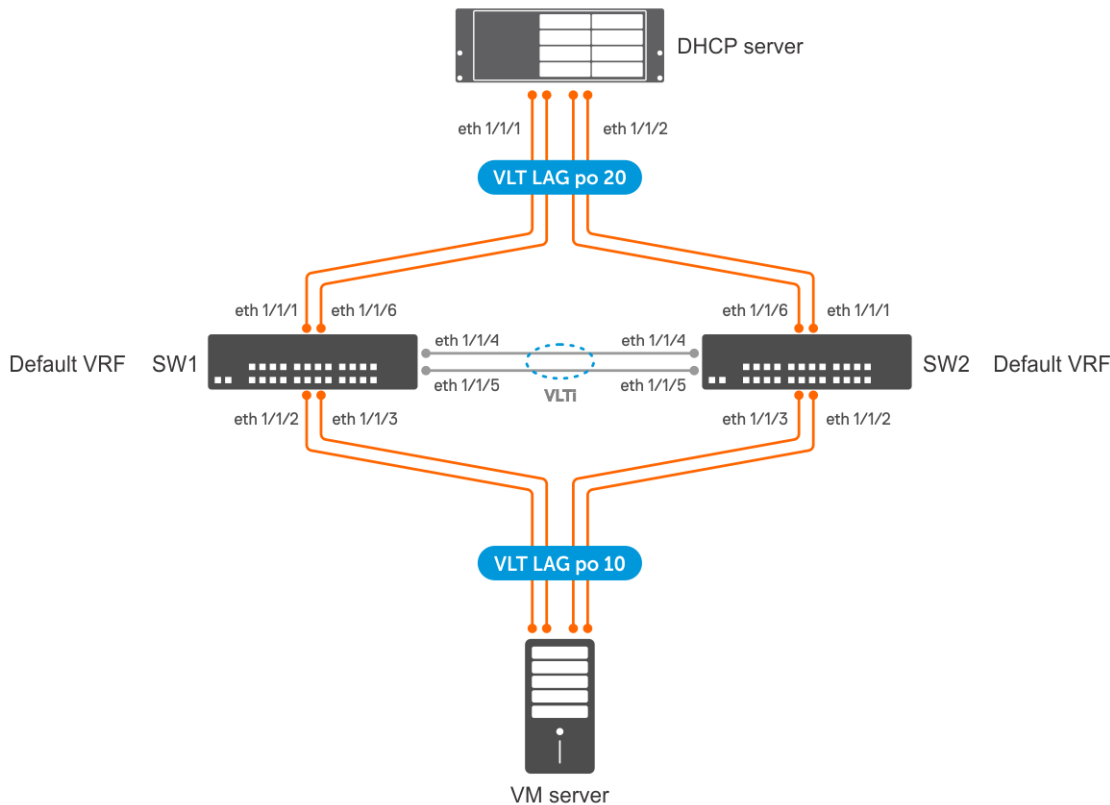 DHCP server
eth 1/1/1
eth 1/1/2
VLT LAG po 20
eth 1/1/1
eth 1/1/6
eth 1/1/6
eth 1/1/1
eth 1/1/4
eth 1/1/4
Default VRF
SW1
SW2
Default VRF
eth 1/1/5
eth 1/1/5
VLTi
eth 1/1/2
eth 1/1/3
eth 1/1/3
eth 1/1/2
VLT LAG po 10
VM server